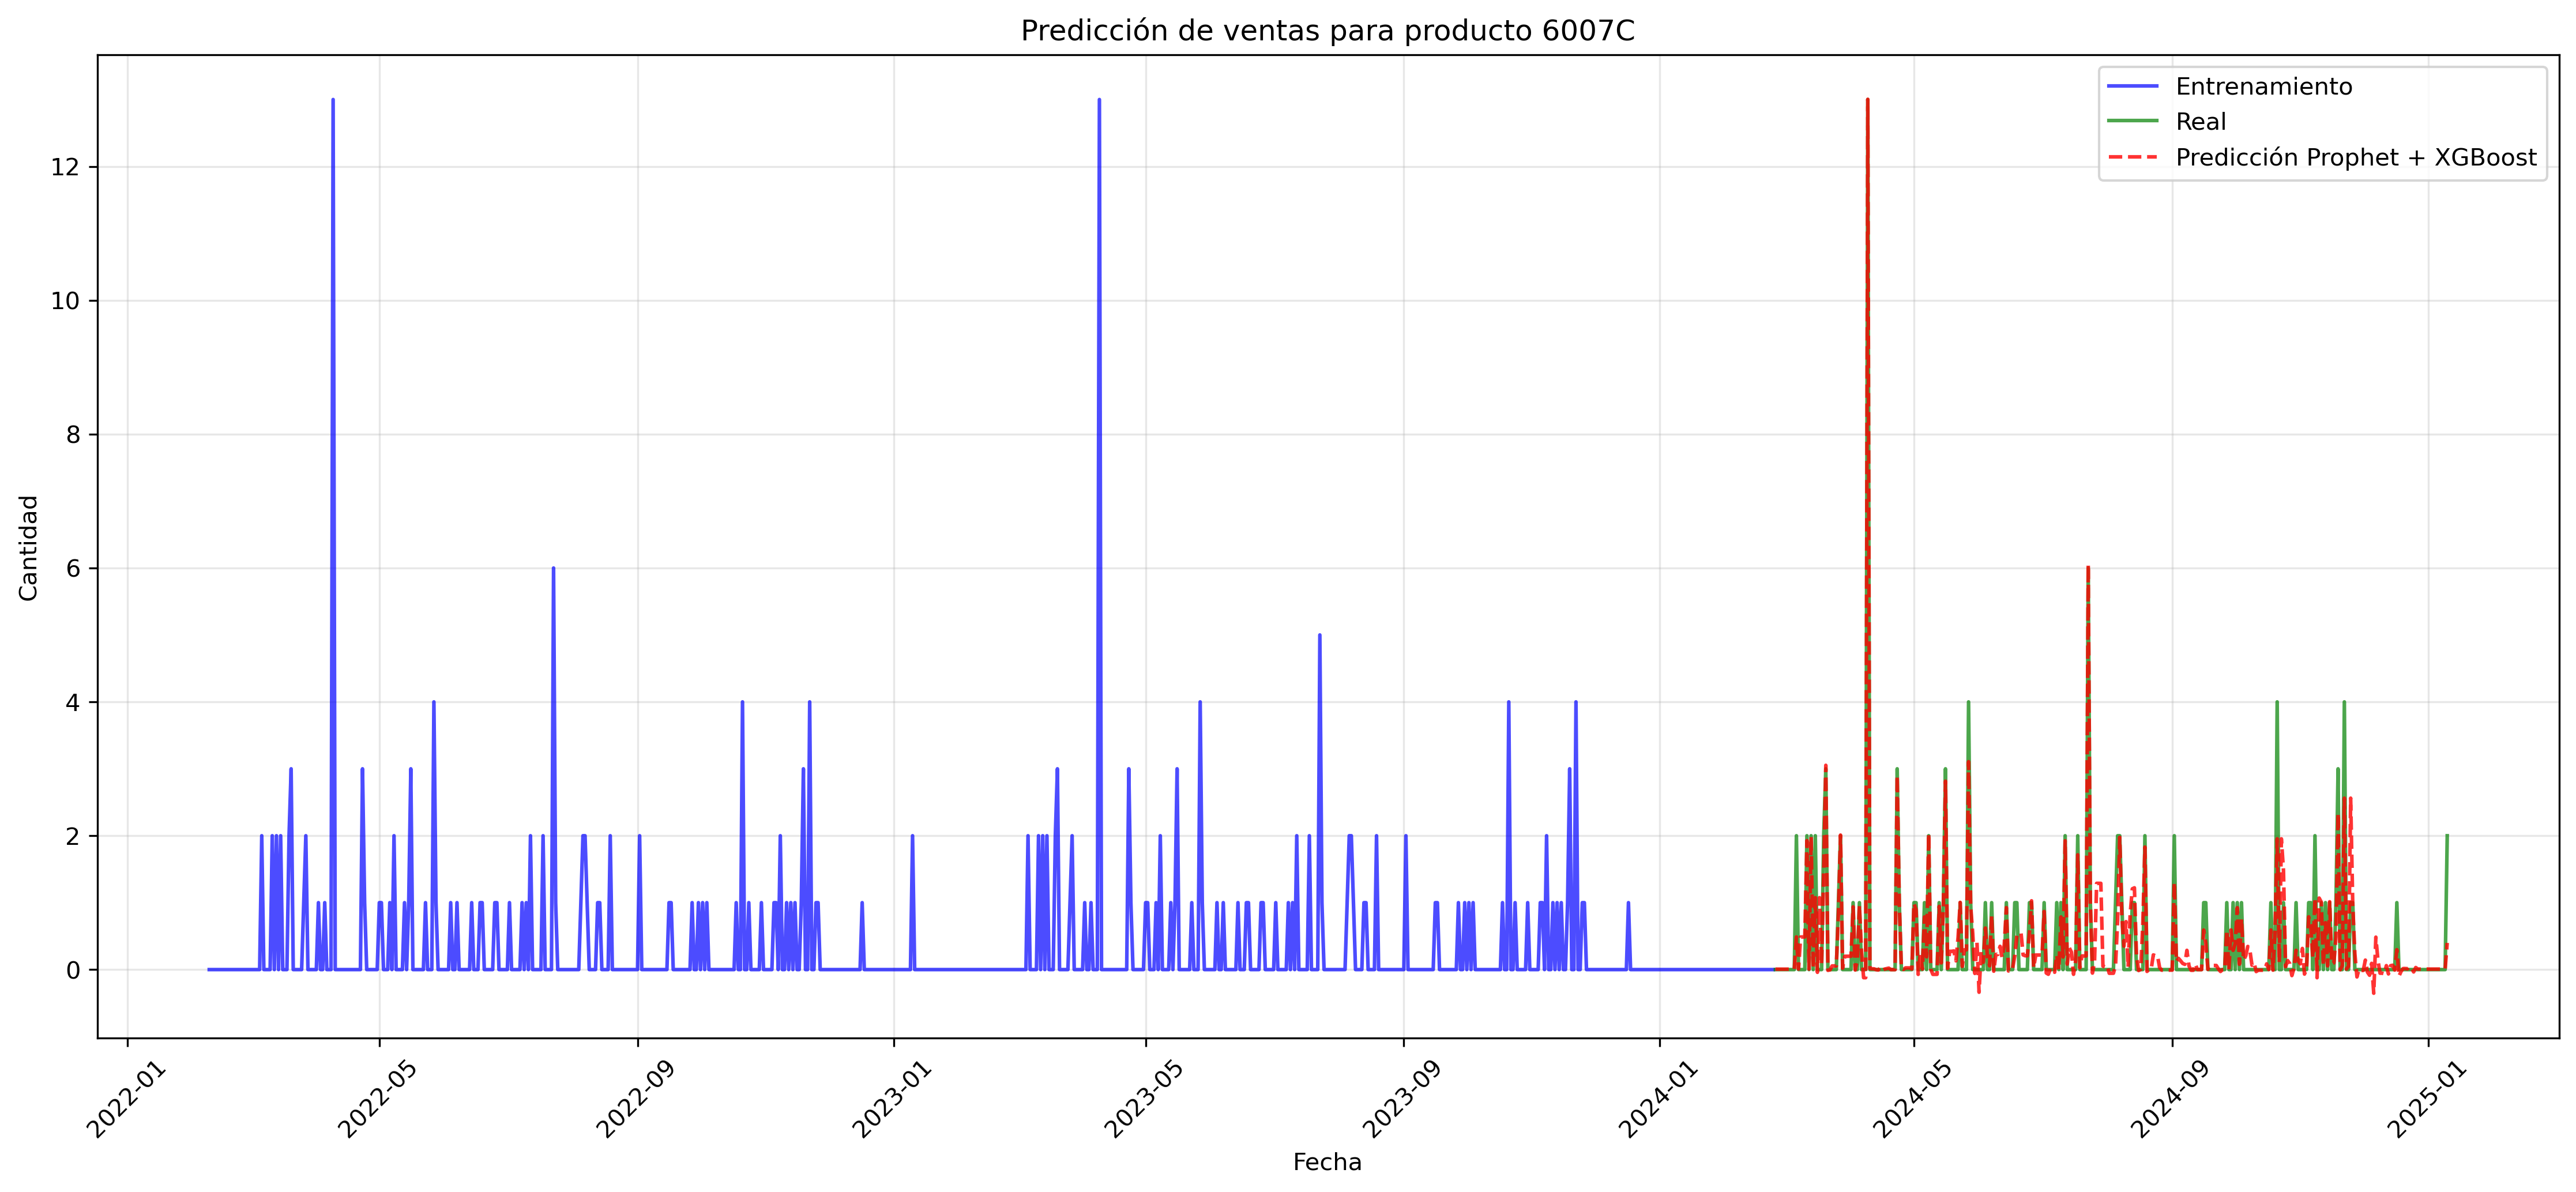 Predicción de ventas para producto 6007C
Entrenamiento
Real
Predicción Prophet + XGBoost
12
10
8
6
4
2
0
Cantidad
2022-01
2022-05
2022-09
2023-01
2023-05
2023-09
2024-01
2024-05
2024-09
2025-01
Fecha